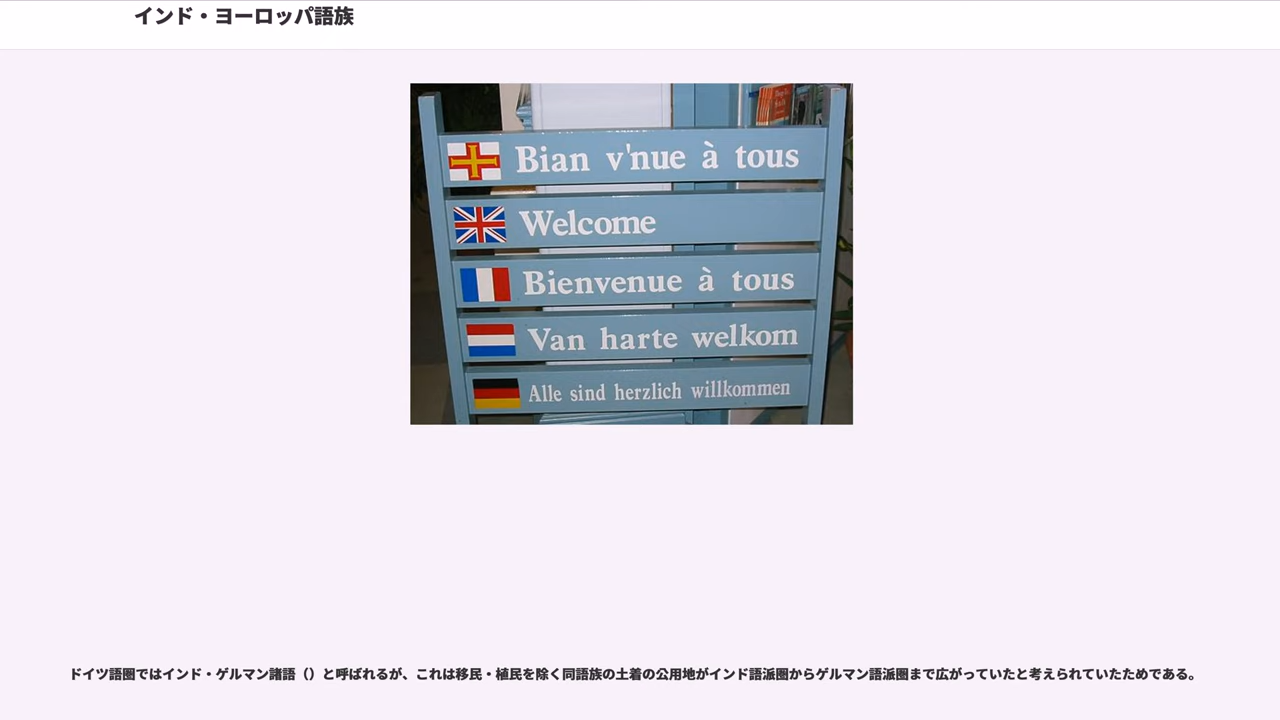 インド・ヨーロッパ語族
Bian v'nue à tous
Welcome
Bienvenue à tous
Van harte welkom
Alle sind herzlich willkommen
ドイツ語圏ではインド・ゲルマン諸語（）と呼ばれるが、これは移民・植民を除く同語族の土着の公用地がインド語派圏からゲルマン語派圏まで広がっていたと考えられていたためである。